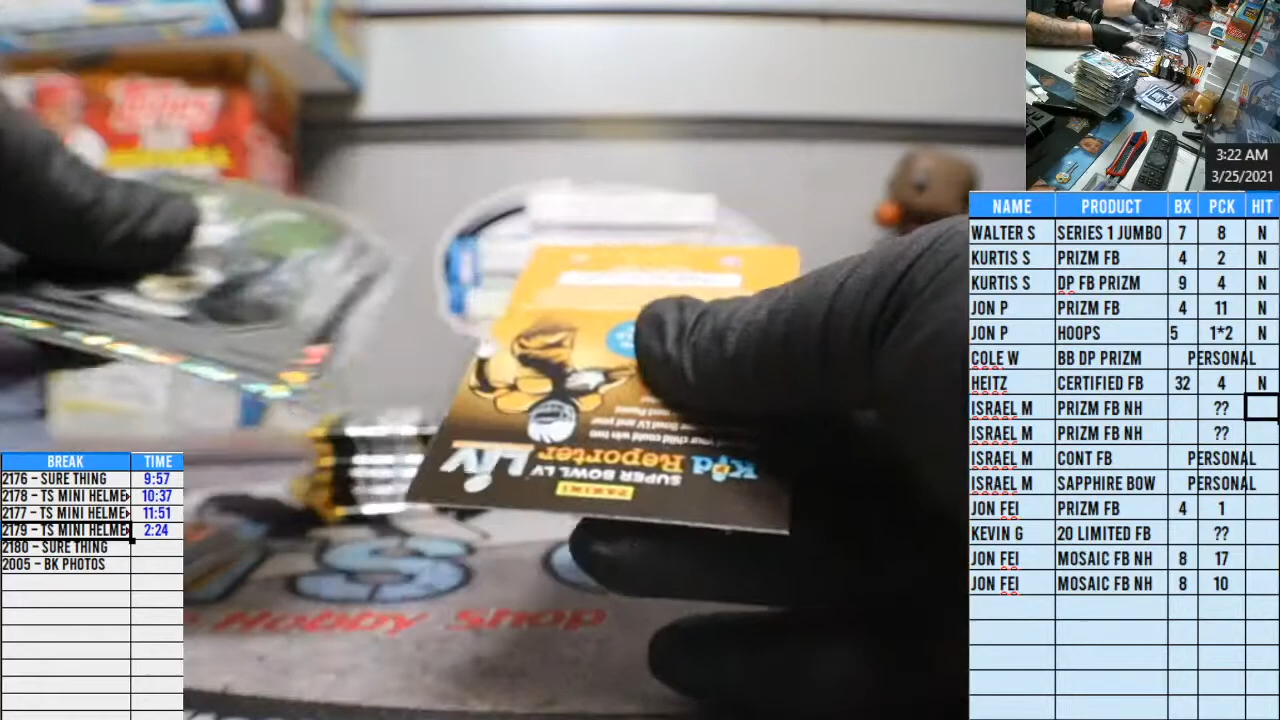 topps
PANINI
SUPER BOWL LV
Kid Reporter
LIV
Hobby Shop
3:22 AM
3/25/2021
NAME PRODUCT BX PCK HIT
WALTER S SERIES 1 JUMBO 7 8 N
KURTIS S PRIZM FB 4 2 N
KURTIS S DP FB PRIZM 9 4 N
JON P PRIZM FB 4 11 N
JON P HOOPS 5 1*2 N
COLE W BB DP PRIZM PERSONAL
HEITZ CERTIFIED FB 32 4 N
ISRAEL M PRIZM FB NH ??
ISRAEL M PRIZM FB NH ??
ISRAEL M CONT FB PERSONAL
ISRAEL M SAPPHIRE BOW PERSONAL
JON FEI PRIZM FB 4 1
KEVIN G 20 LIMITED FB ??
JON FEI MOSAIC FB NH 8 17
JON FEI MOSAIC FB NH 8 10
BREAK TIME
2176 – SURE THING 9:57
2178 – TS MINI HELME 10:37
2177 – TS MINI HELME 11:51
2179 – TS MINI HELME 2:24
2180 – SURE THING
2005 – BK PHOTOS